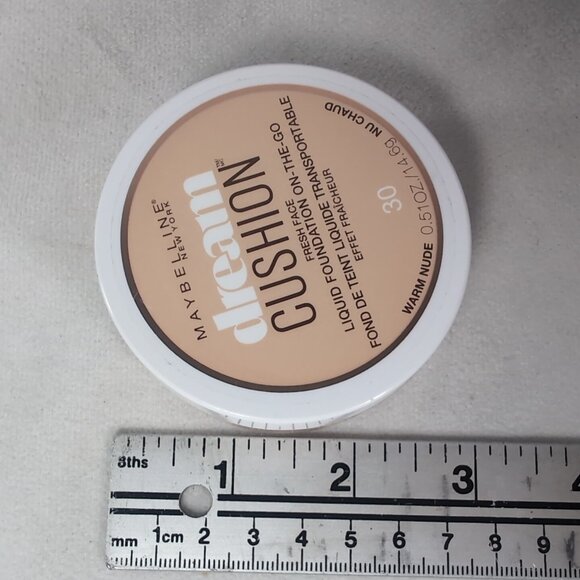 MAYBELLINE®
NEW YORK
dream™
CUSHION
FRESH FACE
LIQUID FOUNDATION ON-THE-GO
FOND DE TEINT LIQUIDE TRANSPORTABLE
EFFET FRAÎCHEUR
30
WARM NUDE 0.51OZ/14,6g NU CHAUD
8ths 1 2 3 4
mm 1cm 2 3 4 5 6 7 8 9